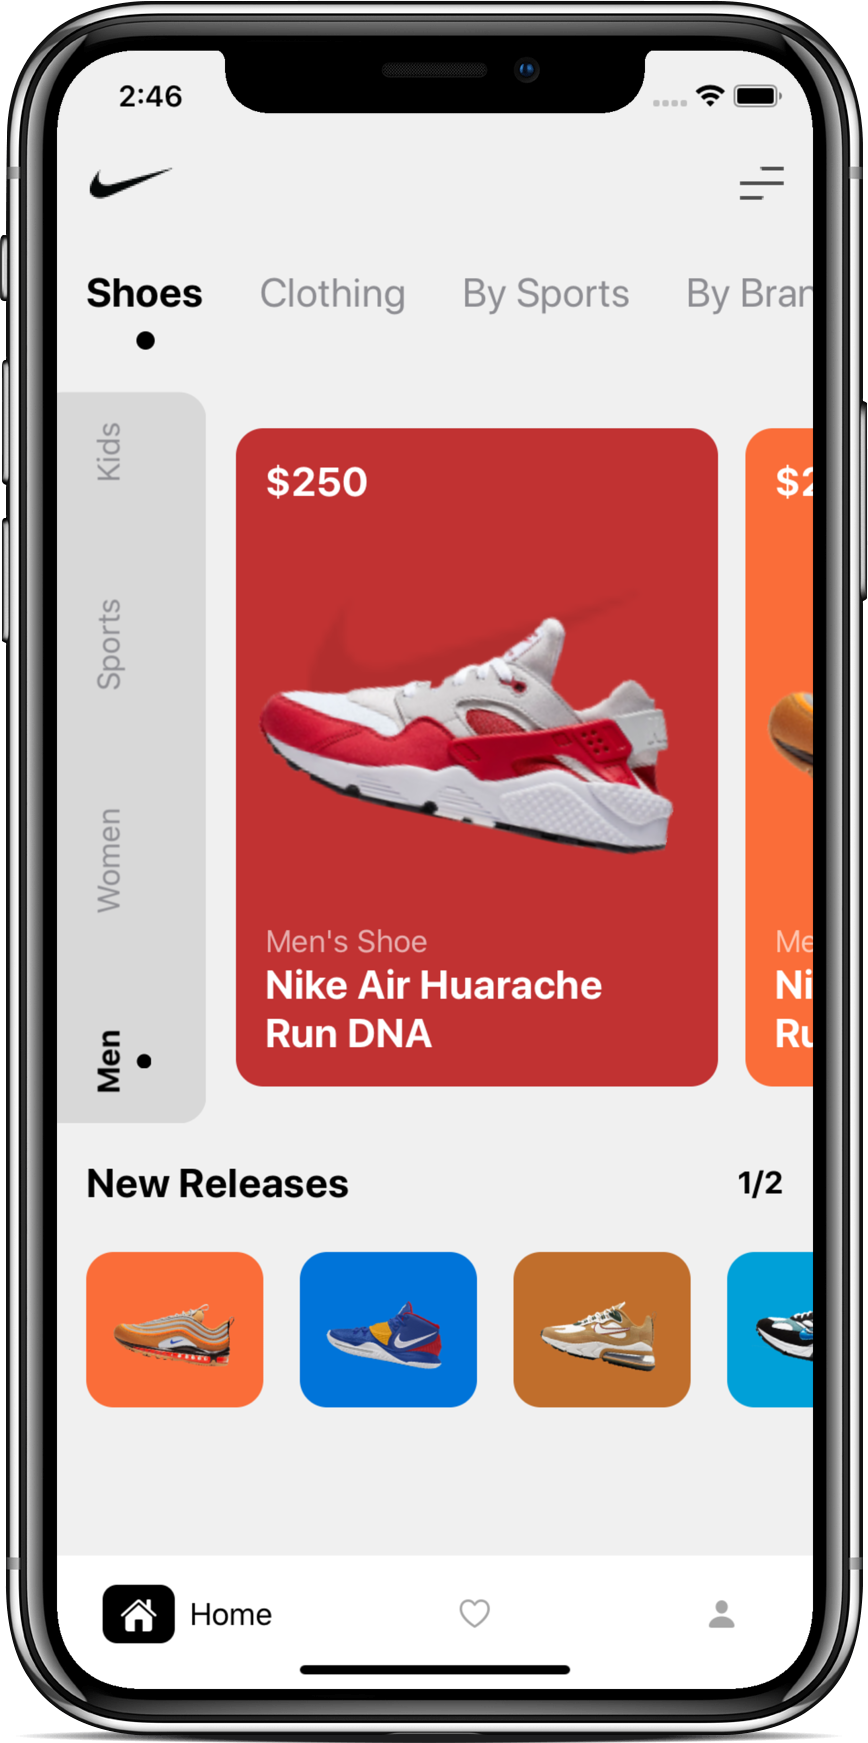 2:46
Shoes Clothing By Sports By Bran
Kids
Sports
Women
Men
$250
$2
Men's Shoe
Nike Air Huarache
Run DNA
Me
Ni
Ru
New Releases 1/2
Home